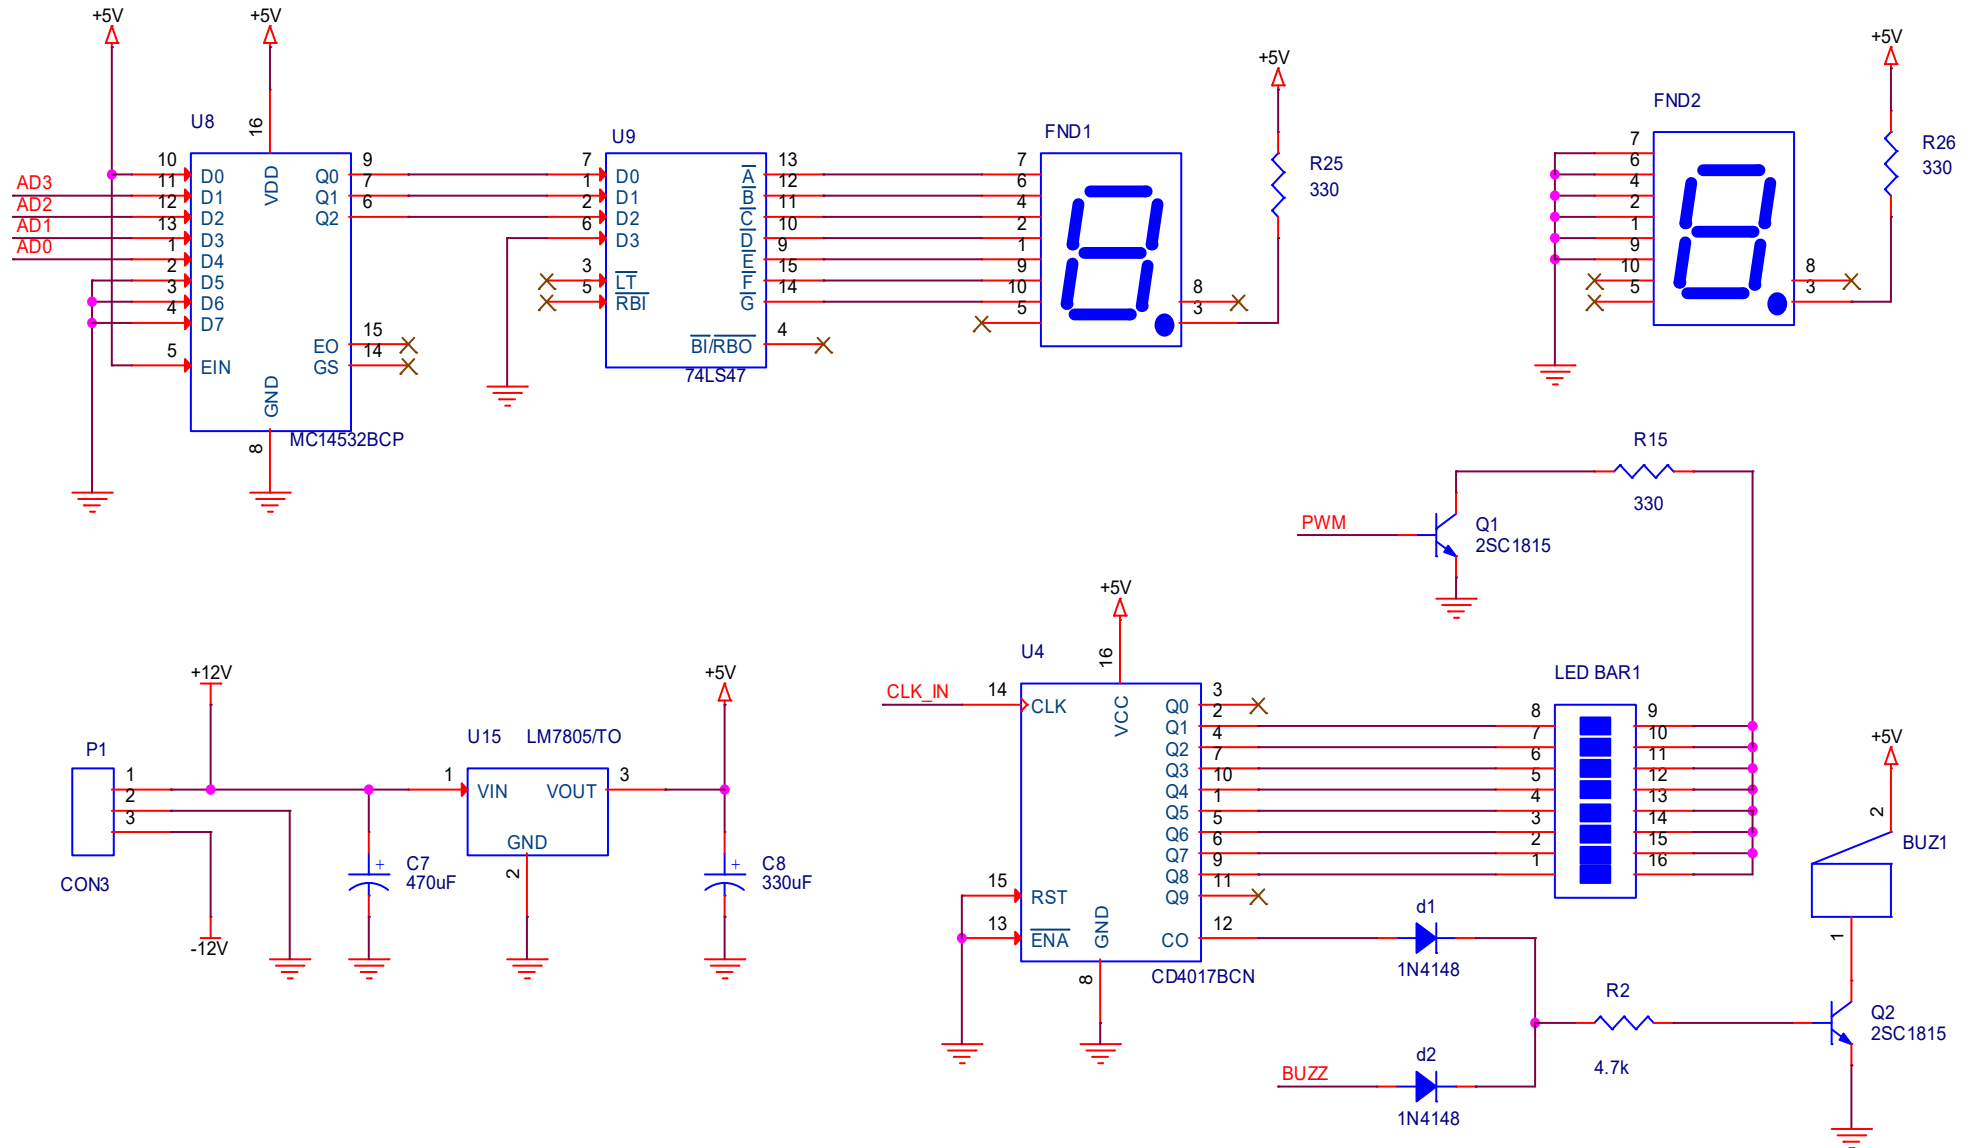 +5V
+5V
+5V
+5V
U8
16
VDD
10 D0
AD3 11 D1
AD2 12 D2
AD1 13 D3
AD0 1 D4
2 D5
3 D6
4 D7
5 EIN
Q0 9
Q1 7
Q2 6
EO 15
GS 14
GND
8
MC14532BCP
U9
7 D0
1 D1
2 D2
6 D3
3 LT
5 RBI
A 13
B 12
C 11
D 10
E 9
F 15
G 14
BI/RBO 4
74LS47
FND1
7
6
4
2
1
9
10
5
8
3
R25
330
FND2
7
6
4
2
1
9
10
5
8
3
R26
330
R15
330
PWM
Q1
2SC1815
+12V
P1
1
2
3
CON3
-12V
C7
470uF
+
U15 LM7805/TO
1 VIN VOUT 3
GND
2
+5V
+
C8
330uF
+5V
U4
16
VCC
CLK_IN 14 CLK
15 RST
13 ENA
Q0 3
Q1 2
Q2 4
Q3 7
Q4 10
Q5 1
Q6 5
Q7 6
Q8 9
Q9 11
CO 12
GND
8
CD4017BCN
LED BAR1
8 9
7 10
6 11
5 12
4 13
3 14
2 15
1 16
d1
1N4148
BUZZ
d2
1N4148
R2
4.7k
+5V
2
BUZ1
1
Q2
2SC1815